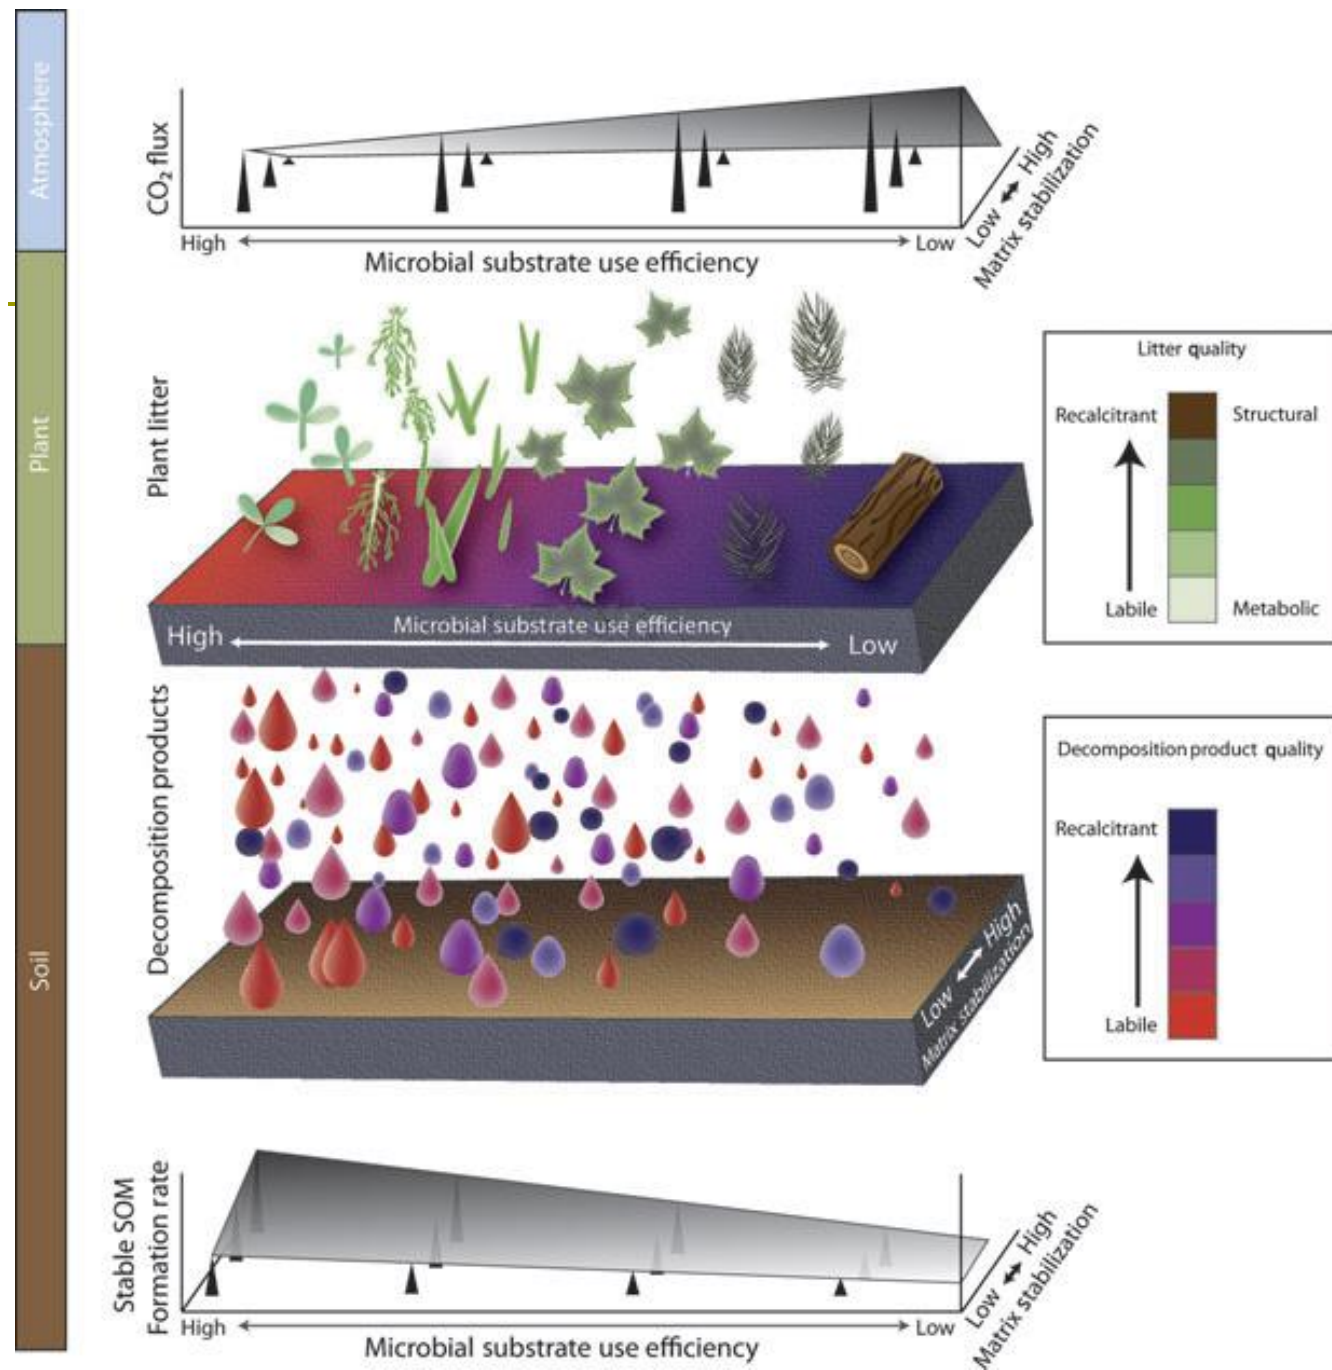 Atmosphere
CO₂ flux
High
Low
Microbial substrate use efficiency
Low
High
Matrix stabilization
Plant
Plant litter
High
Microbial substrate use efficiency
Low
Litter quality
Recalcitrant
Structural
Labile
Metabolic
Soil
Decomposition products
Low
High
Matrix stabilization
Decomposition product quality
Recalcitrant
Labile
Stable SOM
Formation rate
High
Low
Microbial substrate use efficiency
Low
High
Matrix stabilization